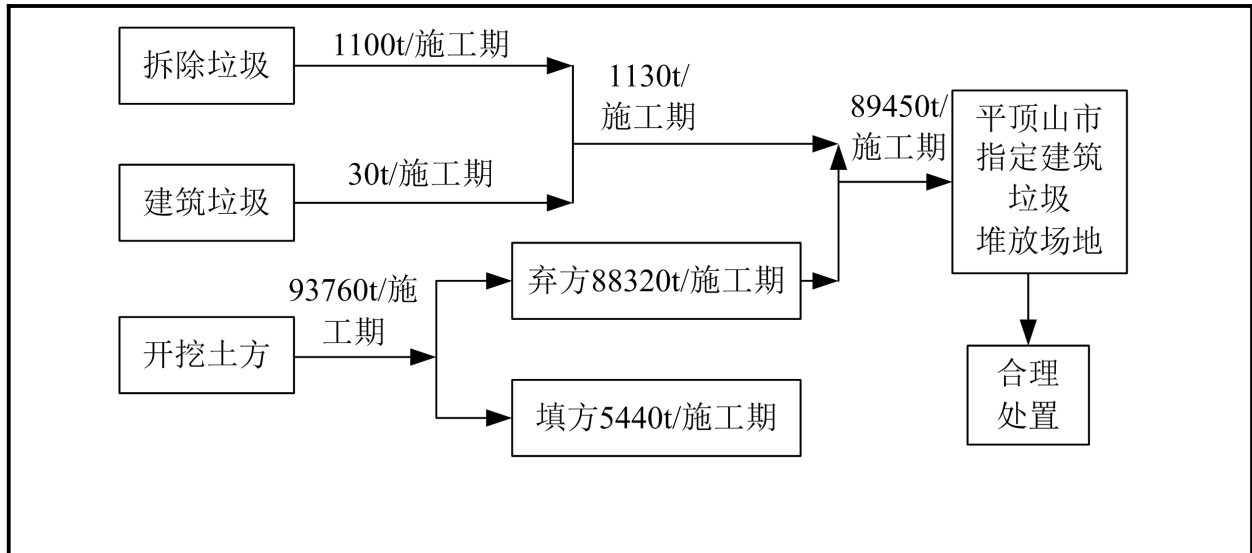 拆除垃圾
1100t/施工期
1130t/
施工期
建筑垃圾
30t/施工期
89450t/
施工期
平顶山市
指定建筑
垃圾
堆放场地
开挖土方
93760t/施
工期
弃方88320t/施工期
填方5440t/施工期
合理
处置